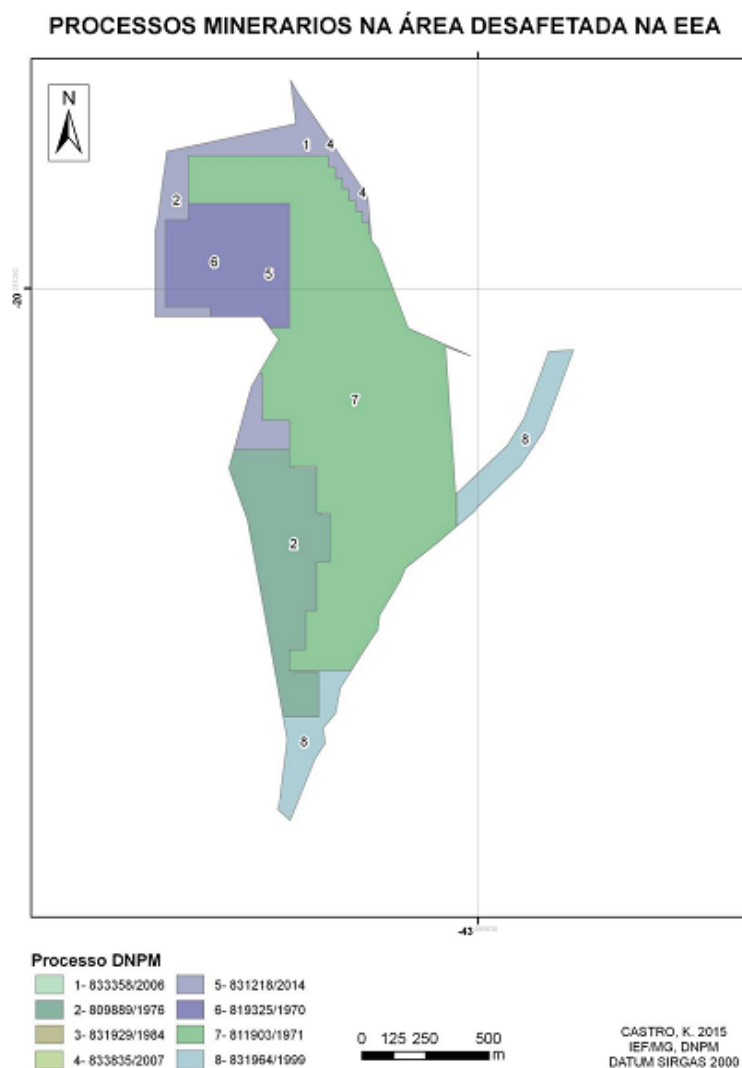 PROCESSOS MINERARIOS NA ÁREA DESAFETADA NA EEA
N
1
4
2
4
6
5
-20
7
8
2
8
-43
Processo DNPM
1- 833358/2006
5- 831218/2014
2- 809889/1976
6- 819325/1970
3- 831929/1984
7- 811903/1971
4- 833835/2007
8- 831964/1999
0 125 250 500
m
CASTRO, K. 2015
IEF/MG, DNPM
DATUM SIRGAS 2000